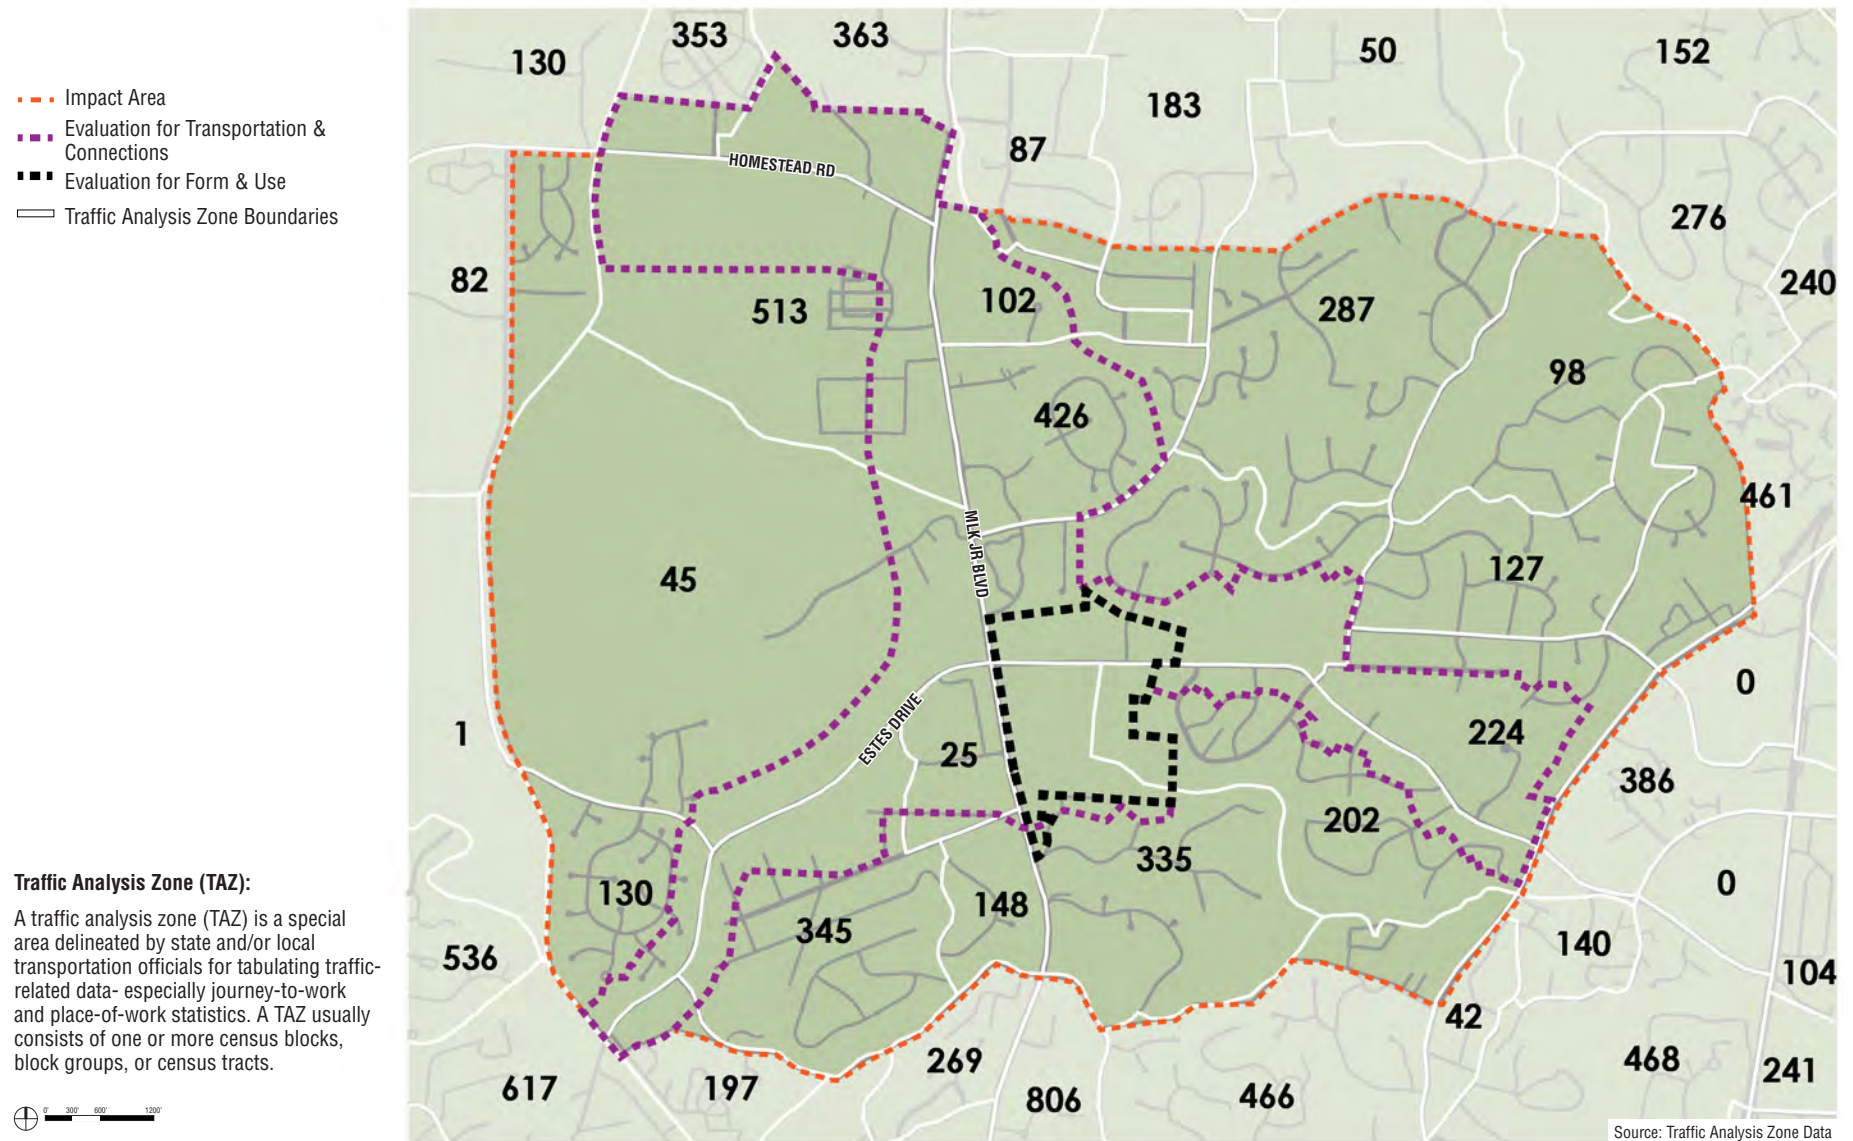 Impact Area
Evaluation for Transportation &
Connections
Evaluation for Form & Use
Traffic Analysis Zone Boundaries
353
363
130
50
152
183
87
HOMESTEAD RD
276
82
240
513
102
287
98
426
461
MLK JR BLVD
45
127
0
1
ESTES DRIVE
25
224
386
202
335
130
0
148
345
536
140
104
42
269
468
241
617
197
806
466
Traffic Analysis Zone (TAZ):
A traffic analysis zone (TAZ) is a special
area delineated by state and/or local
transportation officials for tabulating traffic-
related data- especially journey-to-work
and place-of-work statistics. A TAZ usually
consists of one or more census blocks,
block groups, or census tracts.
0' 300' 600' 1200'
Source: Traffic Analysis Zone Data